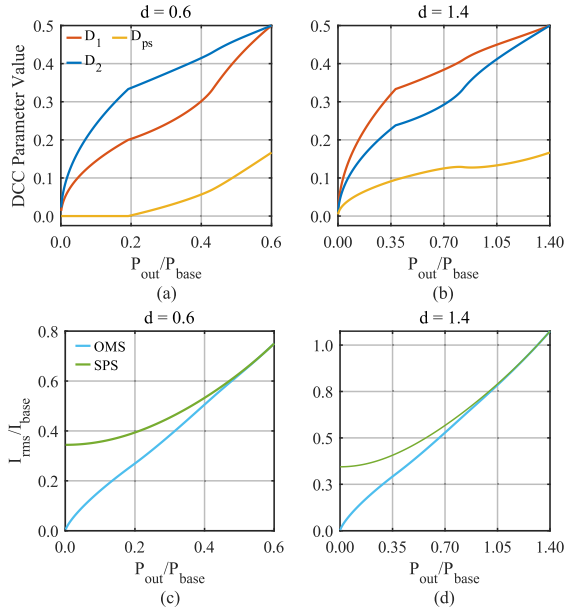 d = 0.6
DCC Parameter Value
0.5
0.4
0.3
0.2
0.1
0.0
D1 Dps
D2
0.0 0.2 0.4 0.6
Pout/Pbase
(a)
d = 1.4
0.5
0.4
0.3
0.2
0.1
0.0
0.00 0.35 0.70 1.05 1.40
Pout/Pbase
(b)
d = 0.6
Irms/Ibase
0.8
0.6
0.4
0.2
0.0
OMS
SPS
0.0 0.2 0.4 0.6
Pout/Pbase
(c)
d = 1.4
1.0
0.8
0.5
0.3
0.0
0.00 0.35 0.70 1.05 1.40
Pout/Pbase
(d)